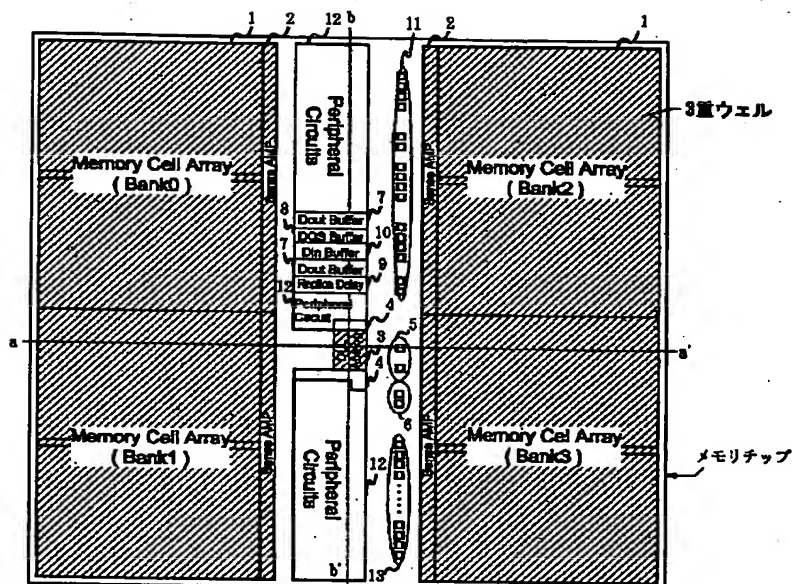 1
2
12
b
11
2
1
Peripheral Circuits
3重ウェル
Sense AMP
Sense AMP
Memory Cell Array
( Bank0 )
Memory Cell Array
( Bank2 )
8
7
Dout Buffer
DQS Buffer
10
7
Din Buffer
Dout Buffer
9
12
Replica Delay
Peripheral
Circuit
4
5
a
3
a'
4
6
Sense AMP
Sense AMP
Memory Cell Array
( Bank1 )
Memory Cell Array
( Bank3 )
Peripheral Circuits
12
メモリチップ
b'
13